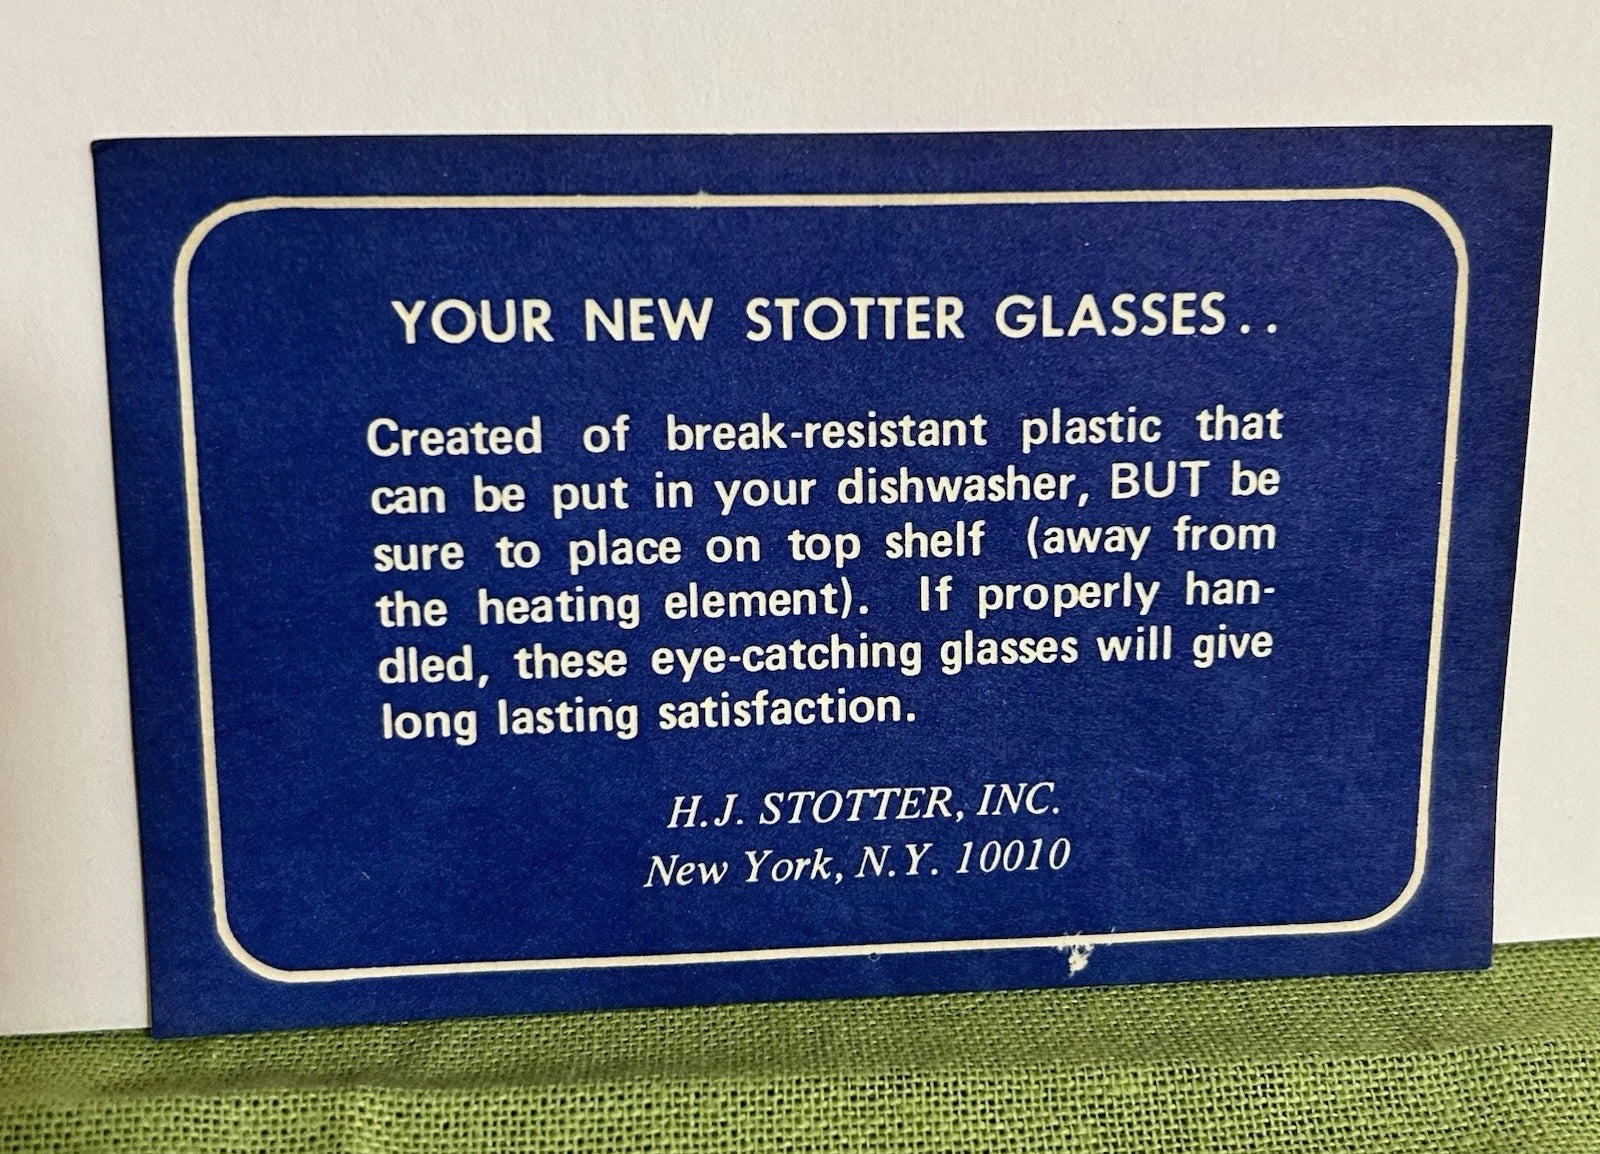 YOUR NEW STOTTER GLASSES..
Created of break-resistant plastic that
can be put in your dishwasher, BUT be
sure to place on top shelf (away from
the heating element). If properly han-
dled, these eye-catching glasses will give
long lasting satisfaction.
H.J. STOTTER, INC.
New York, N.Y. 10010